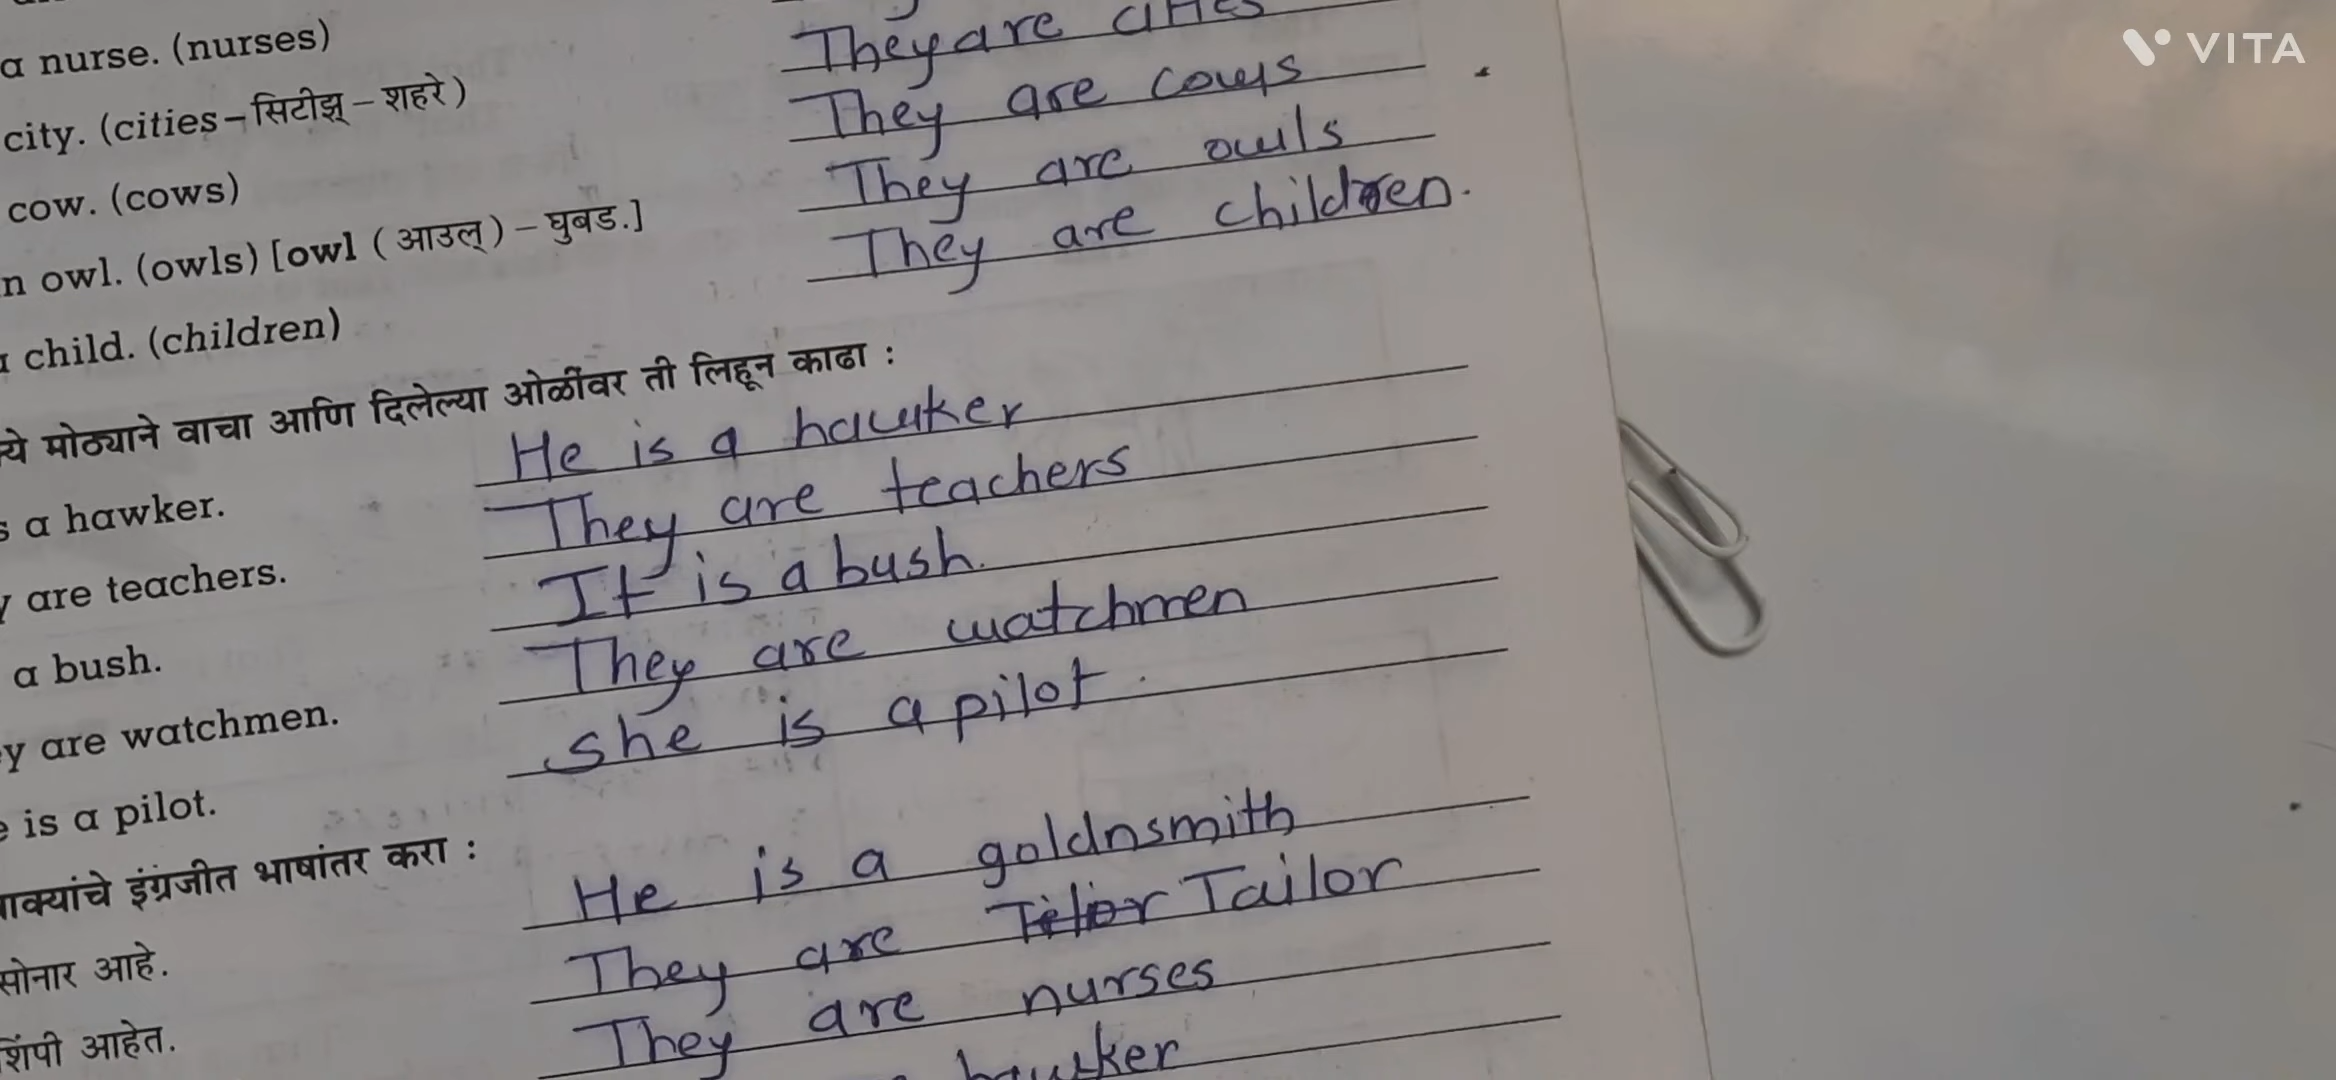 VITA
They are cities
a nurse. (nurses)
They are cows
city. (cities – सिटीझ् – शहरे)
They are owls
cow. (cows)
They are children.
n owl. (owls) [owl (आउल्) – घुबड.]
child. (children)
मोठ्याने वाचा आणि दिलेल्या ओळींवर ती लिहून काढा :
He is a hawker
s a hawker.
They are teachers
y are teachers.
It is a bush.
a bush.
They are watchmen
y are watchmen.
she is a pilot.
e is a pilot.
वाक्यांचे इंग्रजीत भाषांतर करा :
He is a goldnsmith
सोनार आहे.
They are Tailor
शिंपी आहेत.
They are nurses
hawker